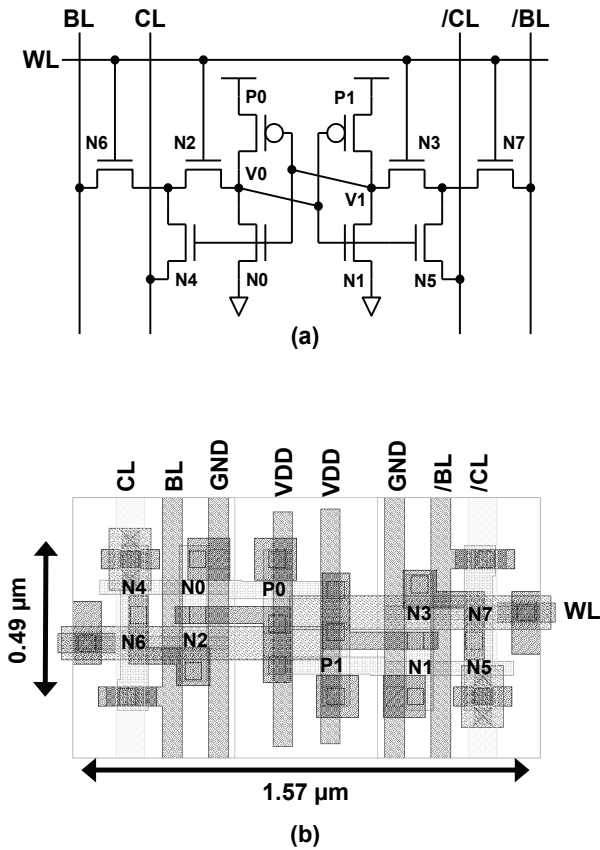 BL CL /CL /BL
WL
P0 P1
N6 N2 N3 N7
V0 V1
N4 N0 N1 N5
(a)
CL BL GND VDD VDD GND /BL /CL
N4 N0 P0 N3 N7 WL
N6 N2 P1 N1 N5
0.49 µm
1.57 µm
(b)